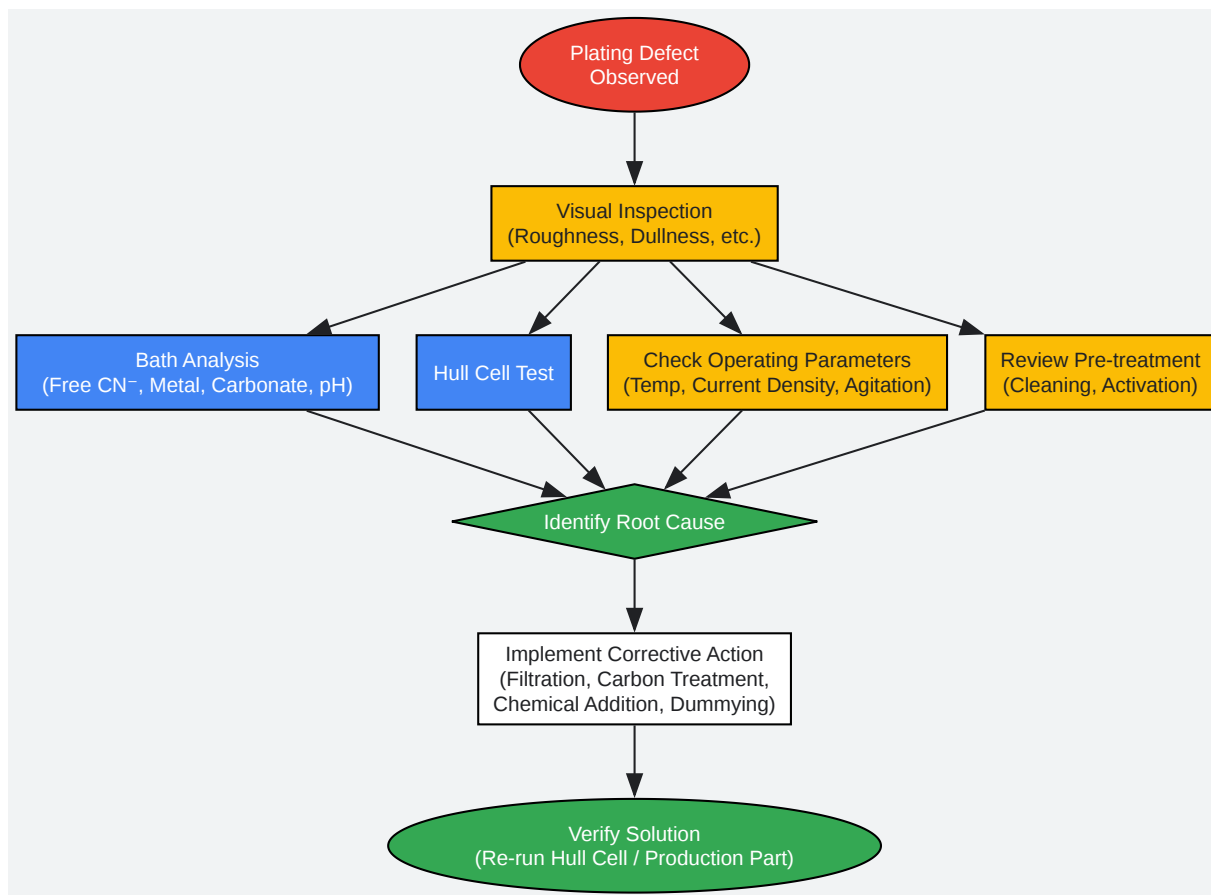 Plating Defect
Observed
Visual Inspection
(Roughness, Dullness, etc.)
Bath Analysis
(Free CN⁻, Metal, Carbonate, pH)
Hull Cell Test
Check Operating Parameters
(Temp, Current Density, Agitation)
Review Pre-treatment
(Cleaning, Activation)
Identify Root Cause
Implement Corrective Action
(Filtration, Carbon Treatment,
Chemical Addition, Dummying)
Verify Solution
(Re-run Hull Cell / Production Part)